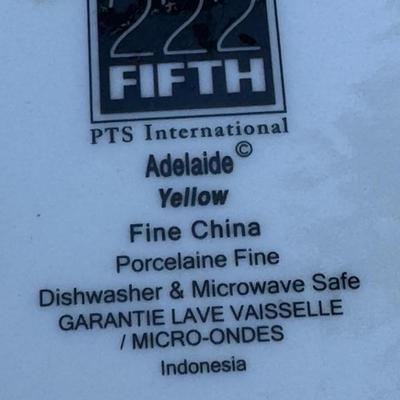 222
FIFTH
PTS International
Adelaide©
Yellow
Fine China
Porcelaine Fine
Dishwasher & Microwave Safe
GARANTIE LAVE VAISSELLE
/ MICRO-ONDES
Indonesia